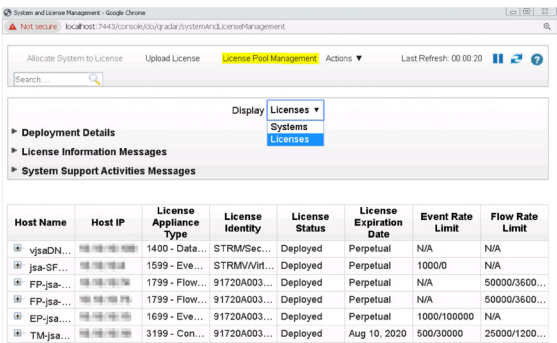 System and License Management - Google Chrome
Not secure localhost:7443/console/do/qradar/systemAndLicenseManagement
Allocate System to License Upload License License Pool Management Actions ▼ Last Refresh: 00:00:20
Search...
Display Licenses ▼
Systems
Licenses
Deployment Details
License Information Messages
System Support Activities Messages
Host Name Host IP License Appliance Type License Identity License Status License Expiration Date Event Rate Limit Flow Rate Limit
vjsaDN... 1400 - Data... STRM/Sec... Deployed Perpetual N/A N/A
jsa-SF... 1599 - Eve... STRMV/Virt... Deployed Perpetual 1000/0 N/A
FP-jsa-... 1799 - Flow... 91720A003... Deployed Perpetual N/A 50000/3600...
FP-jsa-... 1799 - Flow... 91720A003... Deployed Perpetual N/A 50000/3600...
EP-jsa.... 1699 - Eve... 91720A003... Deployed Perpetual 1000/100000 N/A
TM-jsa... 3199 - Con... 91720A003... Deployed Aug 10, 2020 500/30000 25000/1200...